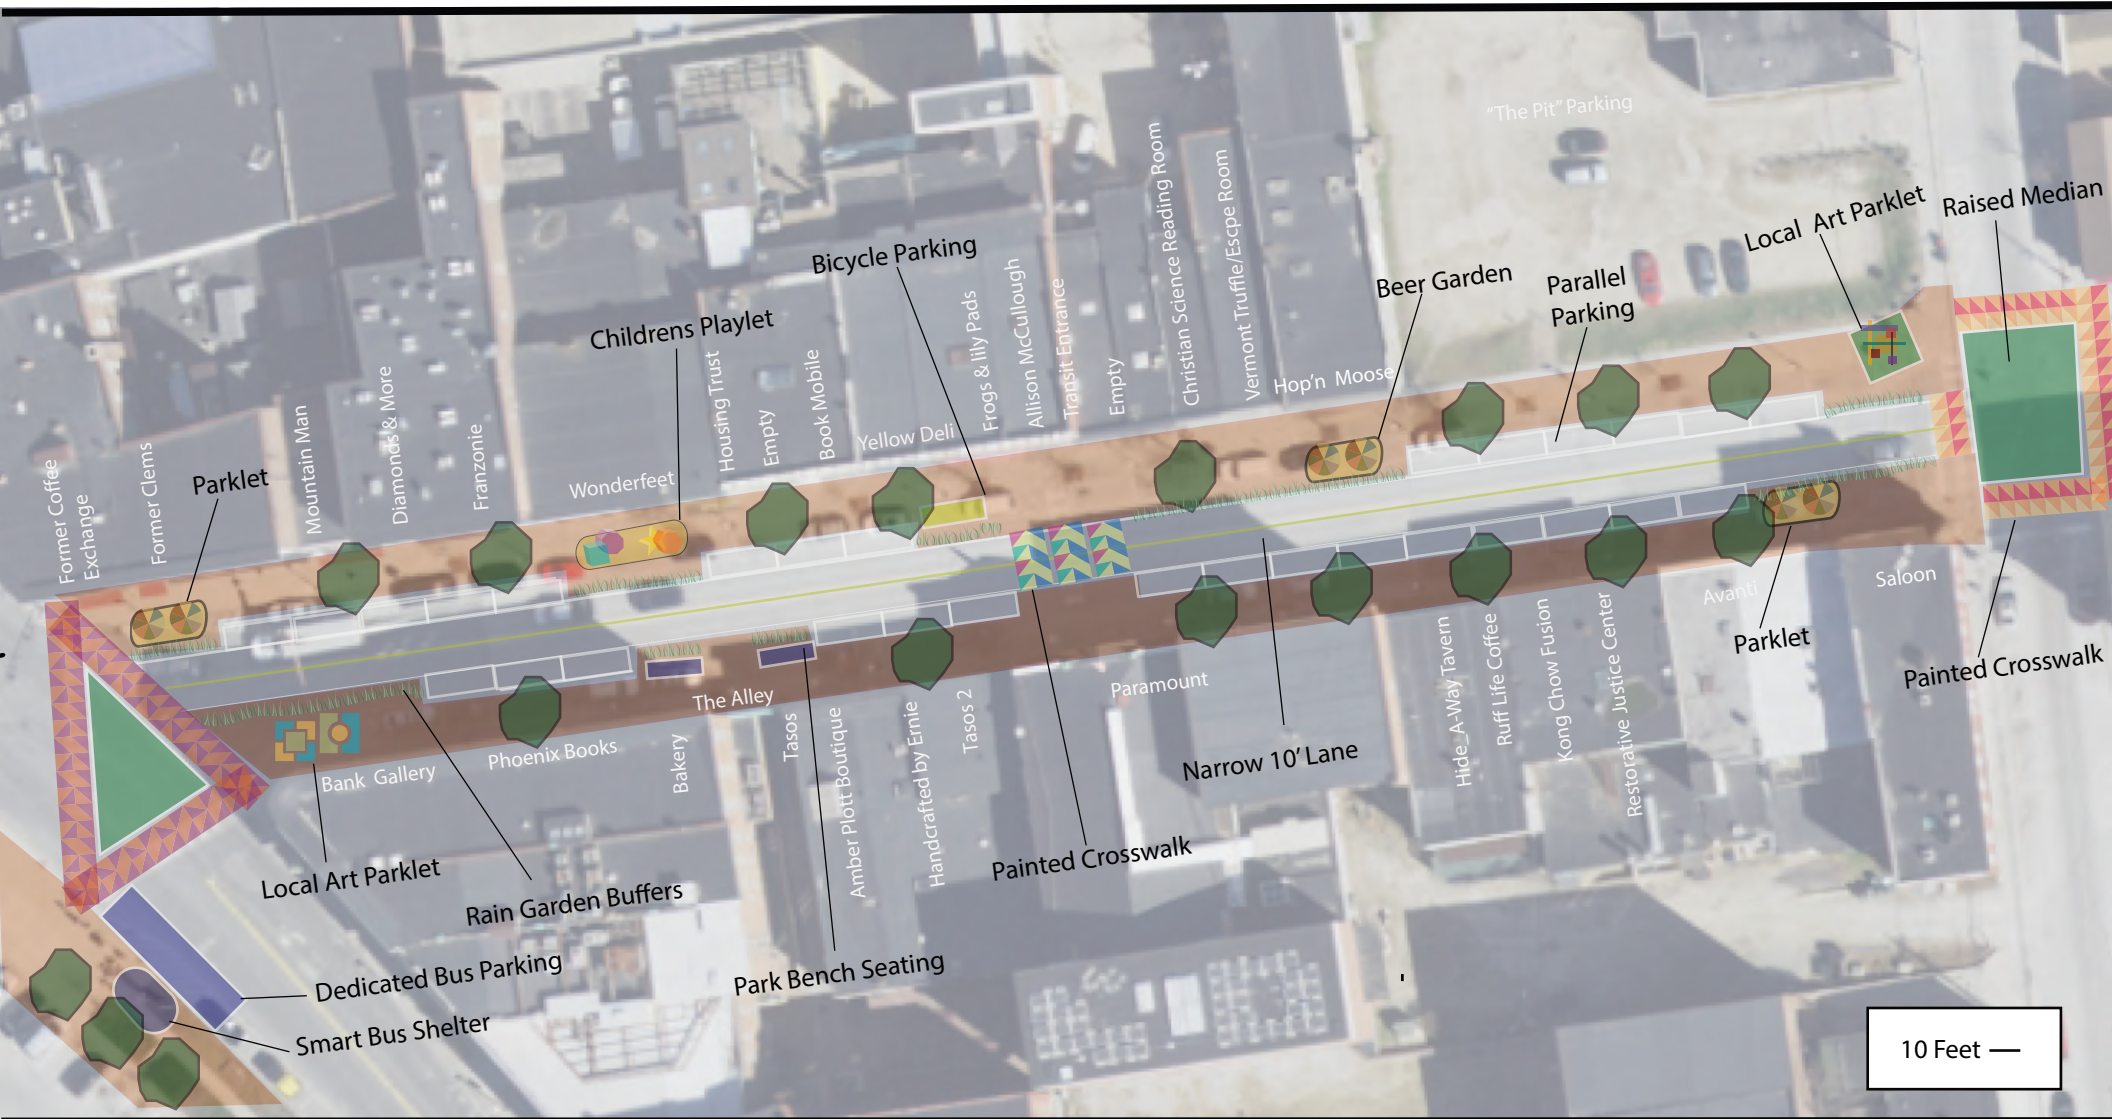 "The Pit" Parking
Local Art Parklet
Raised Median
Bicycle Parking
Christian Science Reading Room
Vermont Truffle/Escpe Room
Beer Garden
Parallel
Parking
Childrens Playlet
Frogs & lily Pads
Allison McCullough
Transit Entrance
Empty
Hop'n Moose
Housing Trust
Empty
Book Mobile
Yellow Deli
Former Coffee
Exchange
Former Clems
Parklet
Mountain Man
Diamonds & More
Franzonie
Wonderfeet
Saloon
Avanti
Parklet
Painted Crosswalk
Hide_A-Way Tavern
Ruff Life Coffee
Kong Chow Fusion
Restorative Justice Center
Paramount
The Alley
Tasos
Amber Plott Boutique
Handcrafted by Ernie
Tasos 2
Bank Gallery
Phoenix Books
Bakery
Narrow 10' Lane
Painted Crosswalk
Local Art Parklet
Rain Garden Buffers
Park Bench Seating
Dedicated Bus Parking
Smart Bus Shelter
10 Feet